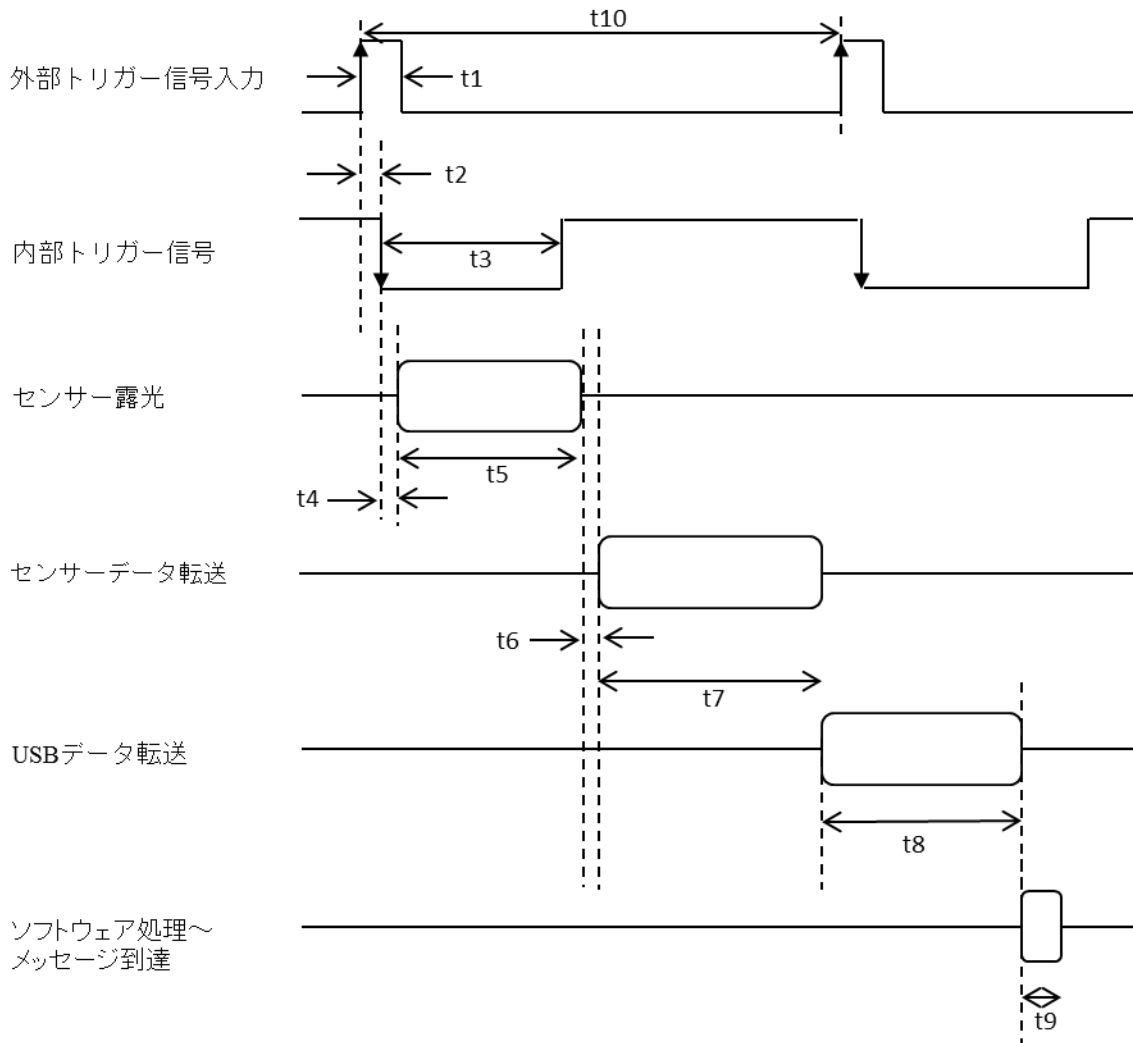 t10
外部トリガー信号入力
t1
t2
内部トリガー信号
t3
センサー露光
t5
t4
センサーデータ転送
t6
t7
USBデータ転送
t8
ソフトウェア処理～
メッセージ到達
t9